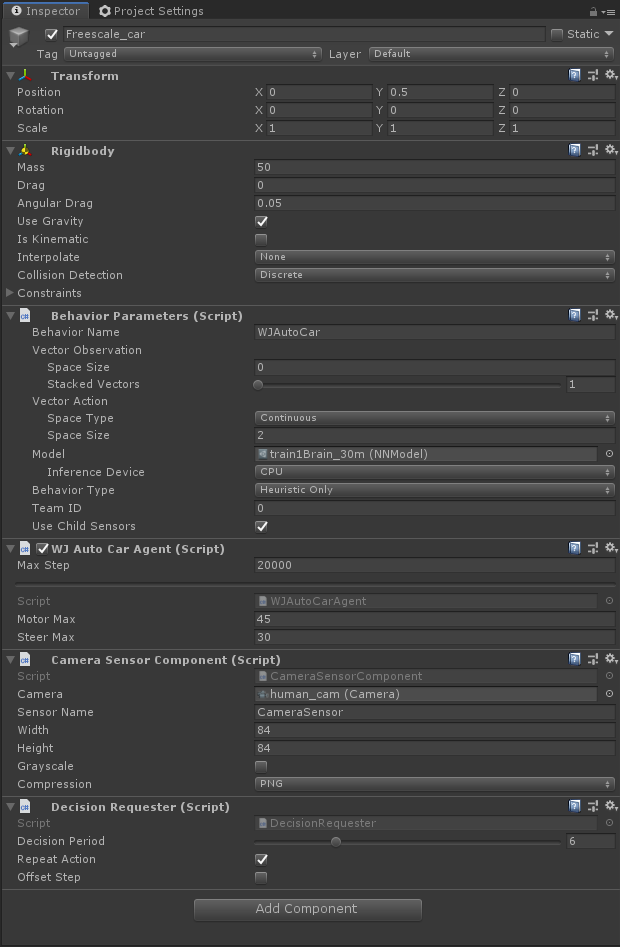 Inspector Project Settings
Freescale_car Static
Tag Untagged Layer Default
Transform
Position X 0 Y 0.5 Z 0
Rotation X 0 Y 0 Z 0
Scale X 1 Y 1 Z 1
Rigidbody
Mass 50
Drag 0
Angular Drag 0.05
Use Gravity
Is Kinematic
Interpolate None
Collision Detection Discrete
Constraints
Behavior Parameters (Script)
Behavior Name WJAutoCar
Vector Observation
Space Size 0
Stacked Vectors 1
Vector Action
Space Type Continuous
Space Size 2
Model train1Brain_30m (NNModel)
Inference Device CPU
Behavior Type Heuristic Only
Team ID 0
Use Child Sensors
WJ Auto Car Agent (Script)
Max Step 20000
Script WJAutoCarAgent
Motor Max 45
Steer Max 30
Camera Sensor Component (Script)
Script CameraSensorComponent
Camera human_cam (Camera)
Sensor Name CameraSensor
Width 84
Height 84
Grayscale
Compression PNG
Decision Requester (Script)
Script DecisionRequester
Decision Period 6
Repeat Action
Offset Step
Add Component